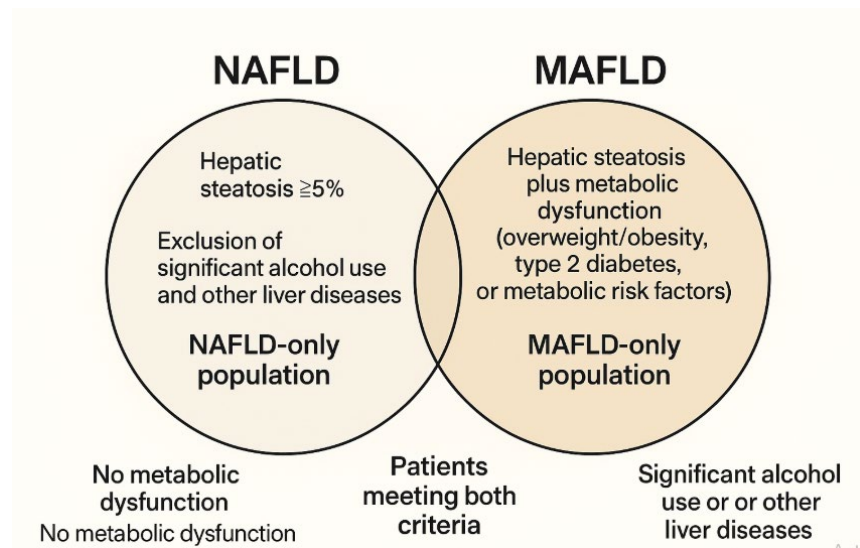 NAFLD
MAFLD
Hepatic
steatosis ≧5%
Exclusion of
significant alcohol use
and other liver diseases
NAFLD-only
population
Hepatic steatosis
plus metabolic
dysfunction
(overweight/obesity,
type 2 diabetes,
or metabolic risk factors)
MAFLD-only
population
No metabolic
dysfunction
No metabolic dysfunction
Patients
meeting both
criteria
Significant alcohol
use or or other
liver diseases